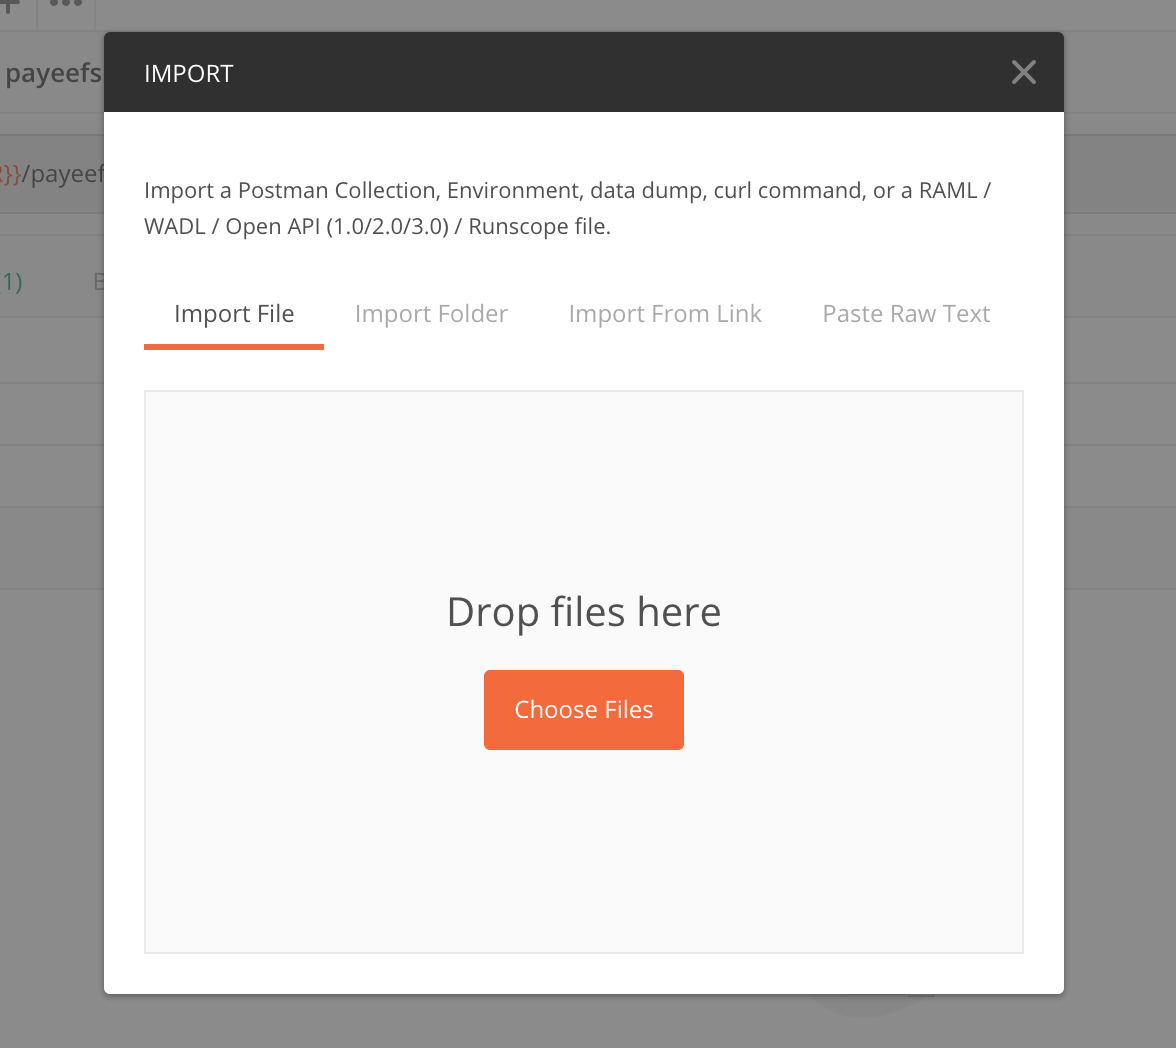 payeefs
IMPORT
}}/payeef
Import a Postman Collection, Environment, data dump, curl command, or a RAML /
WADL / Open API (1.0/2.0/3.0) / Runscope file.
1)
Import File
Import Folder
Import From Link
Paste Raw Text
Drop files here
Choose Files